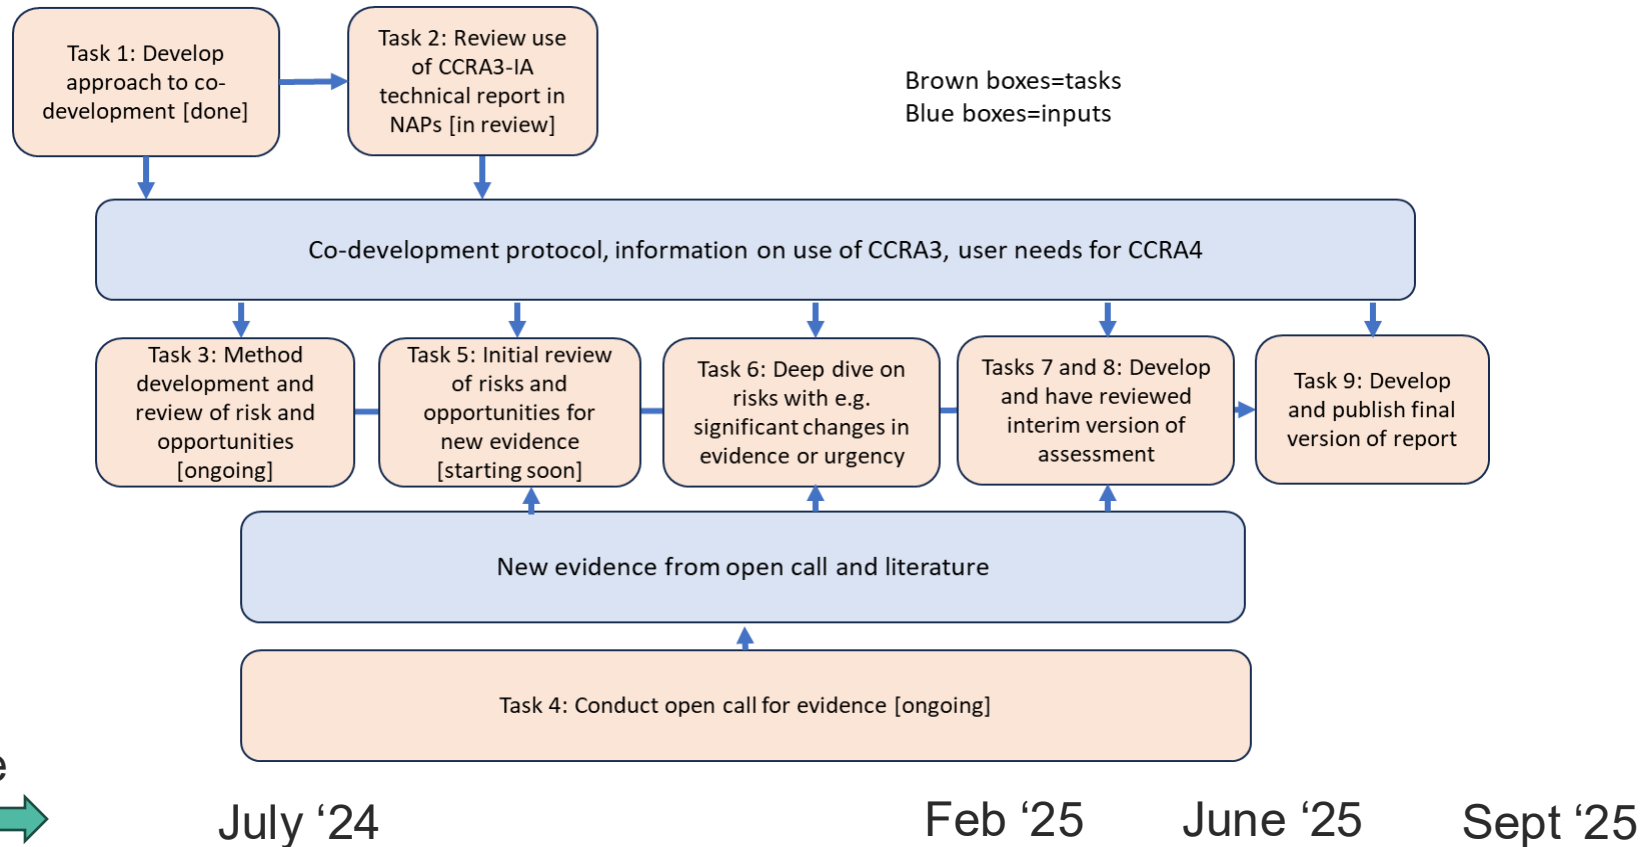 Task 1: Develop
approach to co-
development [done]
Task 2: Review use
of CCRA3-IA
technical report in
NAPs [in review]
Brown boxes=tasks
Blue boxes=inputs
Co-development protocol, information on use of CCRA3, user needs for CCRA4
Task 3: Method
development and
review of risk and
opportunities
[ongoing]
Task 5: Initial review
of risks and
opportunities for
new evidence
[starting soon]
Task 6: Deep dive on
risks with e.g.
significant changes in
evidence or urgency
Tasks 7 and 8: Develop
and have reviewed
interim version of
assessment
Task 9: Develop
and publish final
version of report
New evidence from open call and literature
Task 4: Conduct open call for evidence [ongoing]
July ‘24
Feb ‘25
June ‘25
Sept ‘25